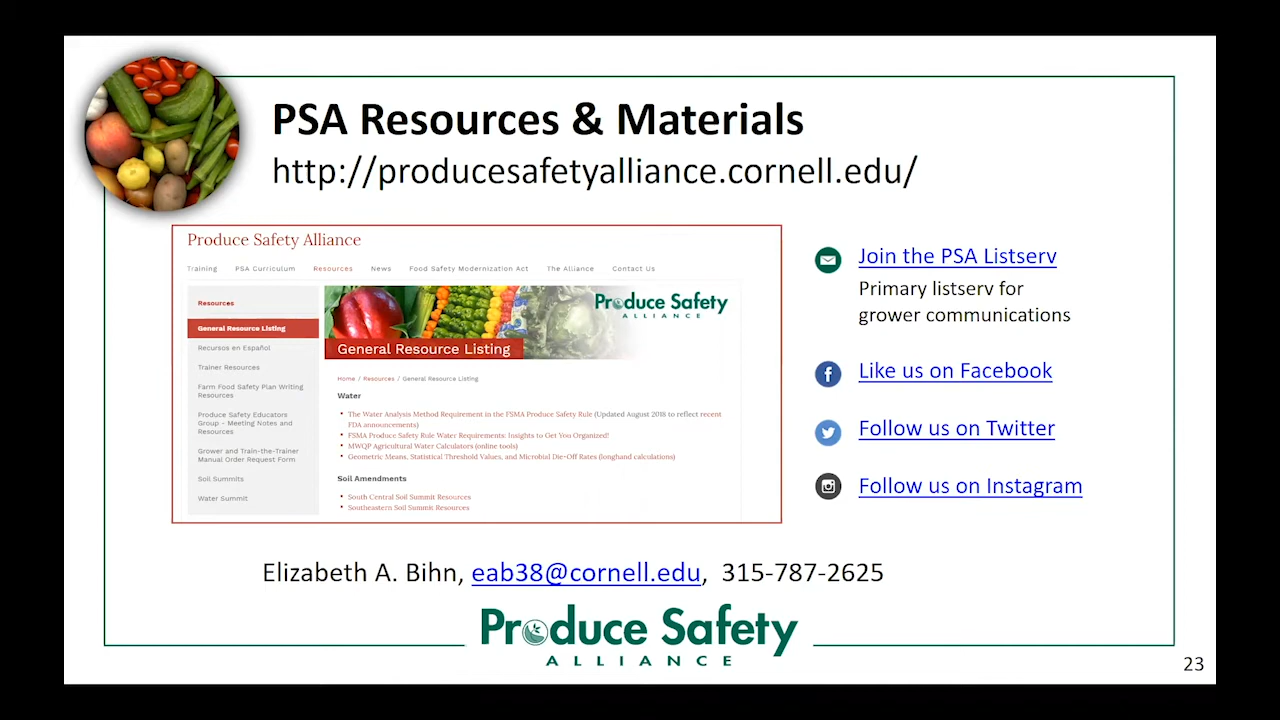 PSA Resources & Materials
http://producesafetyalliance.cornell.edu/
Produce Safety Alliance
Training PSA Curriculum Resources News Food Safety Modernization Act The Alliance Contact Us
Resources
General Resource Listing
Recursos en Español
Trainer Resources
Farm Food Safety Plan Writing
Resources
Produce Safety Educators
Group - Meeting Notes and
Resources
Grower and Train-the-Trainer
Manual Order Request Form
Soil Summits
Water Summit
Produce Safety
ALLIANCE
General Resource Listing
Home / Resources / General Resource Listing
Water
• The Water Analysis Method Requirement in the FSMA Produce Safety Rule (Updated August 2018 to reflect recent
FDA announcements)
• FSMA Produce Safety Rule Water Requirements: Insights to Get You Organized!
• MWQP Agricultural Water Calculators (online tools)
• Geometric Means, Statistical Threshold Values, and Microbial Die-Off Rates (longhand calculations)
Soil Amendments
• South Central Soil Summit Resources
• Southeastern Soil Summit Resources
Join the PSA Listserv
Primary listserv for
grower communications
Like us on Facebook
Follow us on Twitter
Follow us on Instagram
Elizabeth A. Bihn, eab38@cornell.edu, 315-787-2625
Produce Safety
ALLIANCE
23